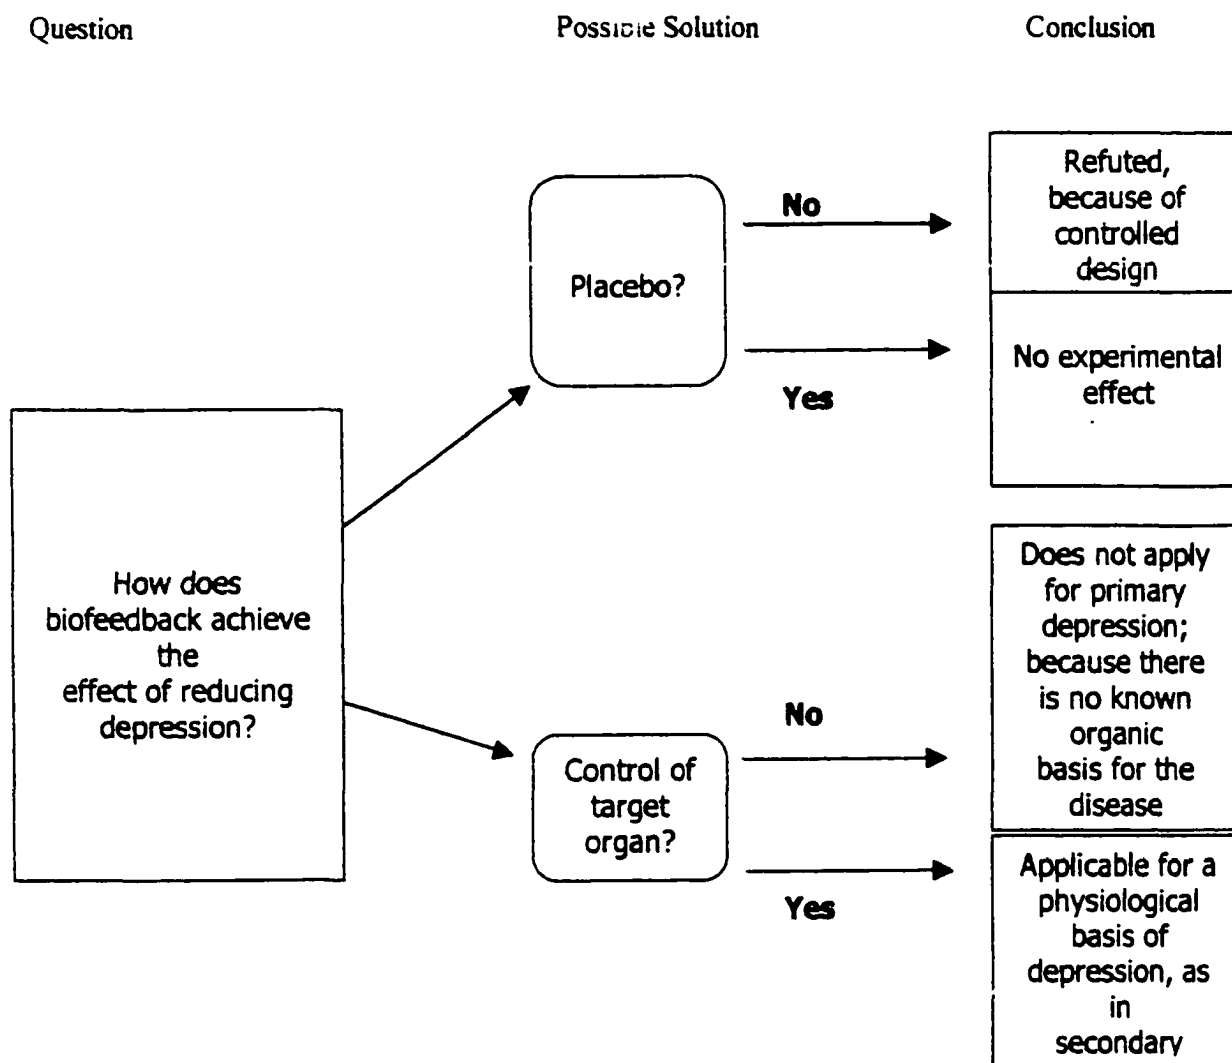 Question
Possible Solution
Conclusion
Placebo?
No
Yes
Refuted,
because of
controlled
design
No experimental
effect
How does
biofeedback achieve
the
effect of reducing
depression?
Control of
target
organ?
No
Yes
Does not apply
for primary
depression;
because there
is no known
organic
basis for the
disease
Applicable for a
physiological
basis of
depression, as
in
secondary